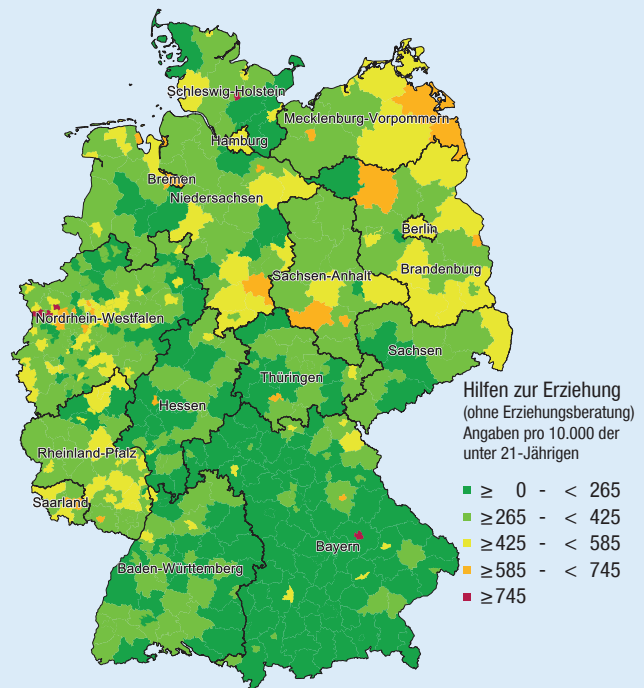 Schleswig-Holstein
Mecklenburg-Vorpommern
Hamburg
Bremen
Niedersachsen
Berlin
Sachsen-Anhalt
Brandenburg
Nordrhein-Westfalen
Sachsen
Thüringen
Hessen
Rheinland-Pfalz
Saarland
Bayern
Baden-Württemberg
Hilfen zur Erziehung
(ohne Erziehungsberatung)
Angaben pro 10.000 der
unter 21-Jährigen
≥ 0 - < 265
≥265 - < 425
≥425 - < 585
≥585 - < 745
≥745